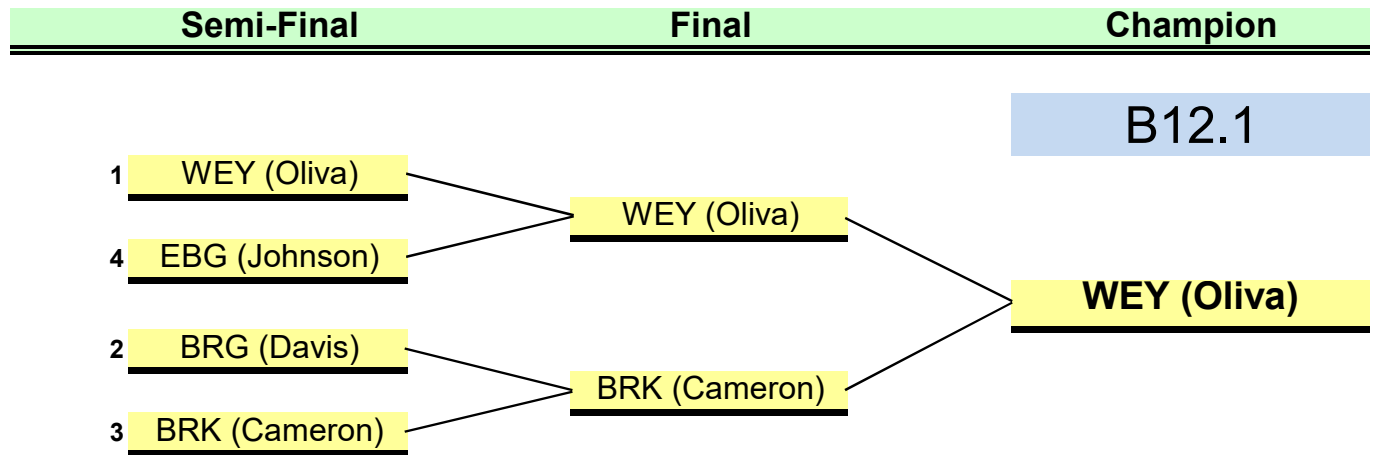 Semi-Final Final Champion
B12.1
1 WEY (Oliva)
WEY (Oliva)
4 EBG (Johnson)
WEY (Oliva)
2 BRG (Davis)
BRK (Cameron)
3 BRK (Cameron)